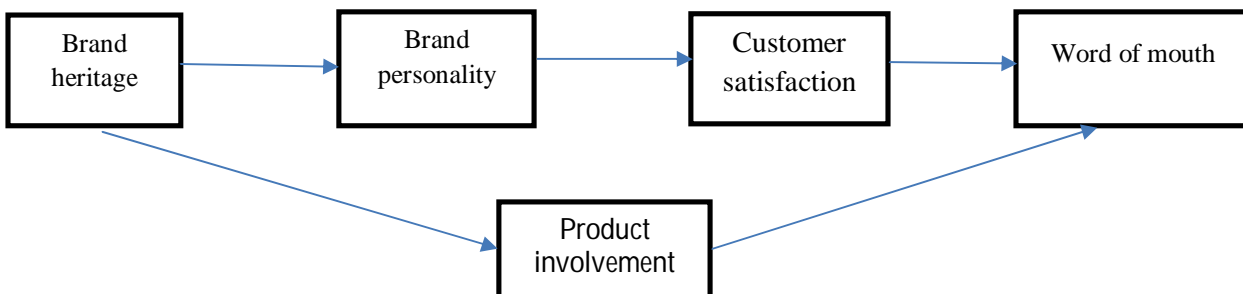 Brand
heritage
Brand
personality
Customer
satisfaction
Word of mouth
Product
involvement